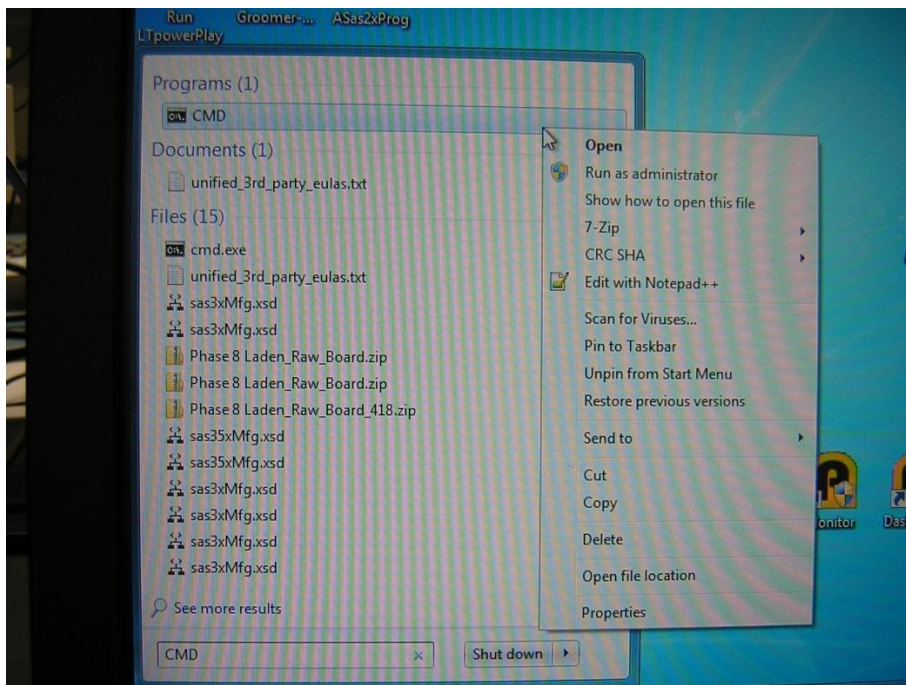 Run
LTpowerPlay
Groomer-...
ASas2xProg
Programs (1)
CMD
Documents (1)
unified_3rd_party_eulas.txt
Files (15)
cmd.exe
unified_3rd_party_eulas.txt
sas3xMfg.xsd
sas3xMfg.xsd
Phase 8 Laden_Raw_Board.zip
Phase 8 Laden_Raw_Board.zip
Phase 8 Laden_Raw_Board_418.zip
sas35xMfg.xsd
sas35xMfg.xsd
sas3xMfg.xsd
sas3xMfg.xsd
sas3xMfg.xsd
sas3xMfg.xsd
See more results
CMD
Shut down
Open
Run as administrator
Show how to open this file
7-Zip
CRC SHA
Edit with Notepad++
Scan for Viruses...
Pin to Taskbar
Unpin from Start Menu
Restore previous versions
Send to
Cut
Copy
Delete
Open file location
Properties
onitor
Das